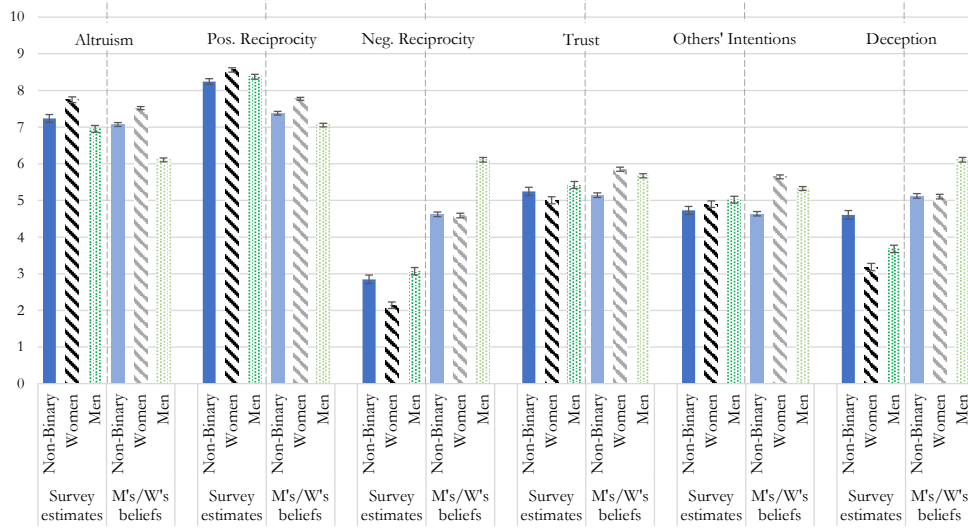 10
9
8
7
6
5
4
3
2
1
0
Altruism
Pos. Reciprocity
Neg. Reciprocity
Trust
Others' Intentions
Deception
Non-Binary
Women
Men
Non-Binary
Women
Men
Non-Binary
Women
Men
Non-Binary
Women
Men
Non-Binary
Women
Men
Non-Binary
Women
Men
Non-Binary
Women
Men
Non-Binary
Women
Men
Non-Binary
Women
Men
Non-Binary
Women
Men
Non-Binary
Women
Men
Non-Binary
Women
Men
Survey
estimates
M's/W's
beliefs
Survey
estimates
M's/W's
beliefs
Survey
estimates
M's/W's
beliefs
Survey
estimates
M's/W's
beliefs
Survey
estimates
M's/W's
beliefs
Survey
estimates
M's/W's
beliefs